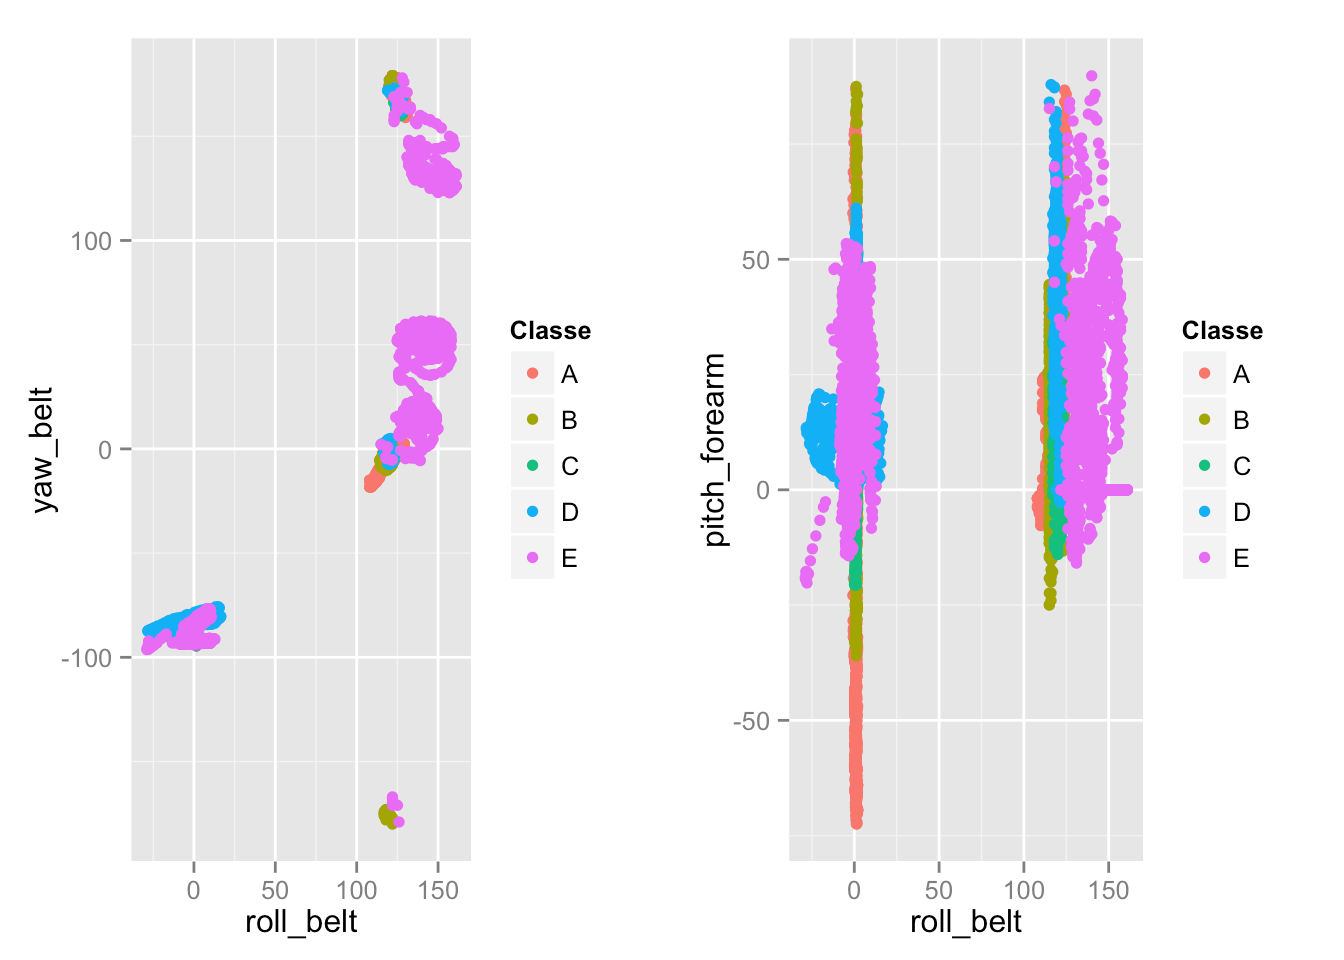 yaw_belt
100
0
-100
0 50 100 150
roll_belt
Classe
A
B
C
D
E
pitch_forearm
50
0
-50
0 50 100 150
roll_belt
Classe
A
B
C
D
E